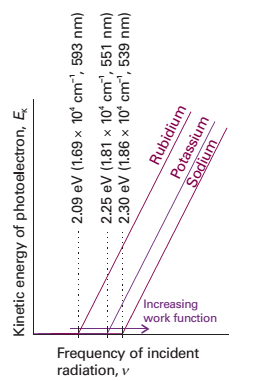 Kinetic energy of photoelectron, Eₖ
2.09 eV (1.69 × 10⁴ cm⁻¹, 593 nm)
2.25 eV (1.81 × 10⁴ cm⁻¹, 551 nm)
2.30 eV (1.86 × 10⁴ cm⁻¹, 539 nm)
Rubidium
Potassium
Sodium
Increasing
work function
Frequency of incident
radiation, ν